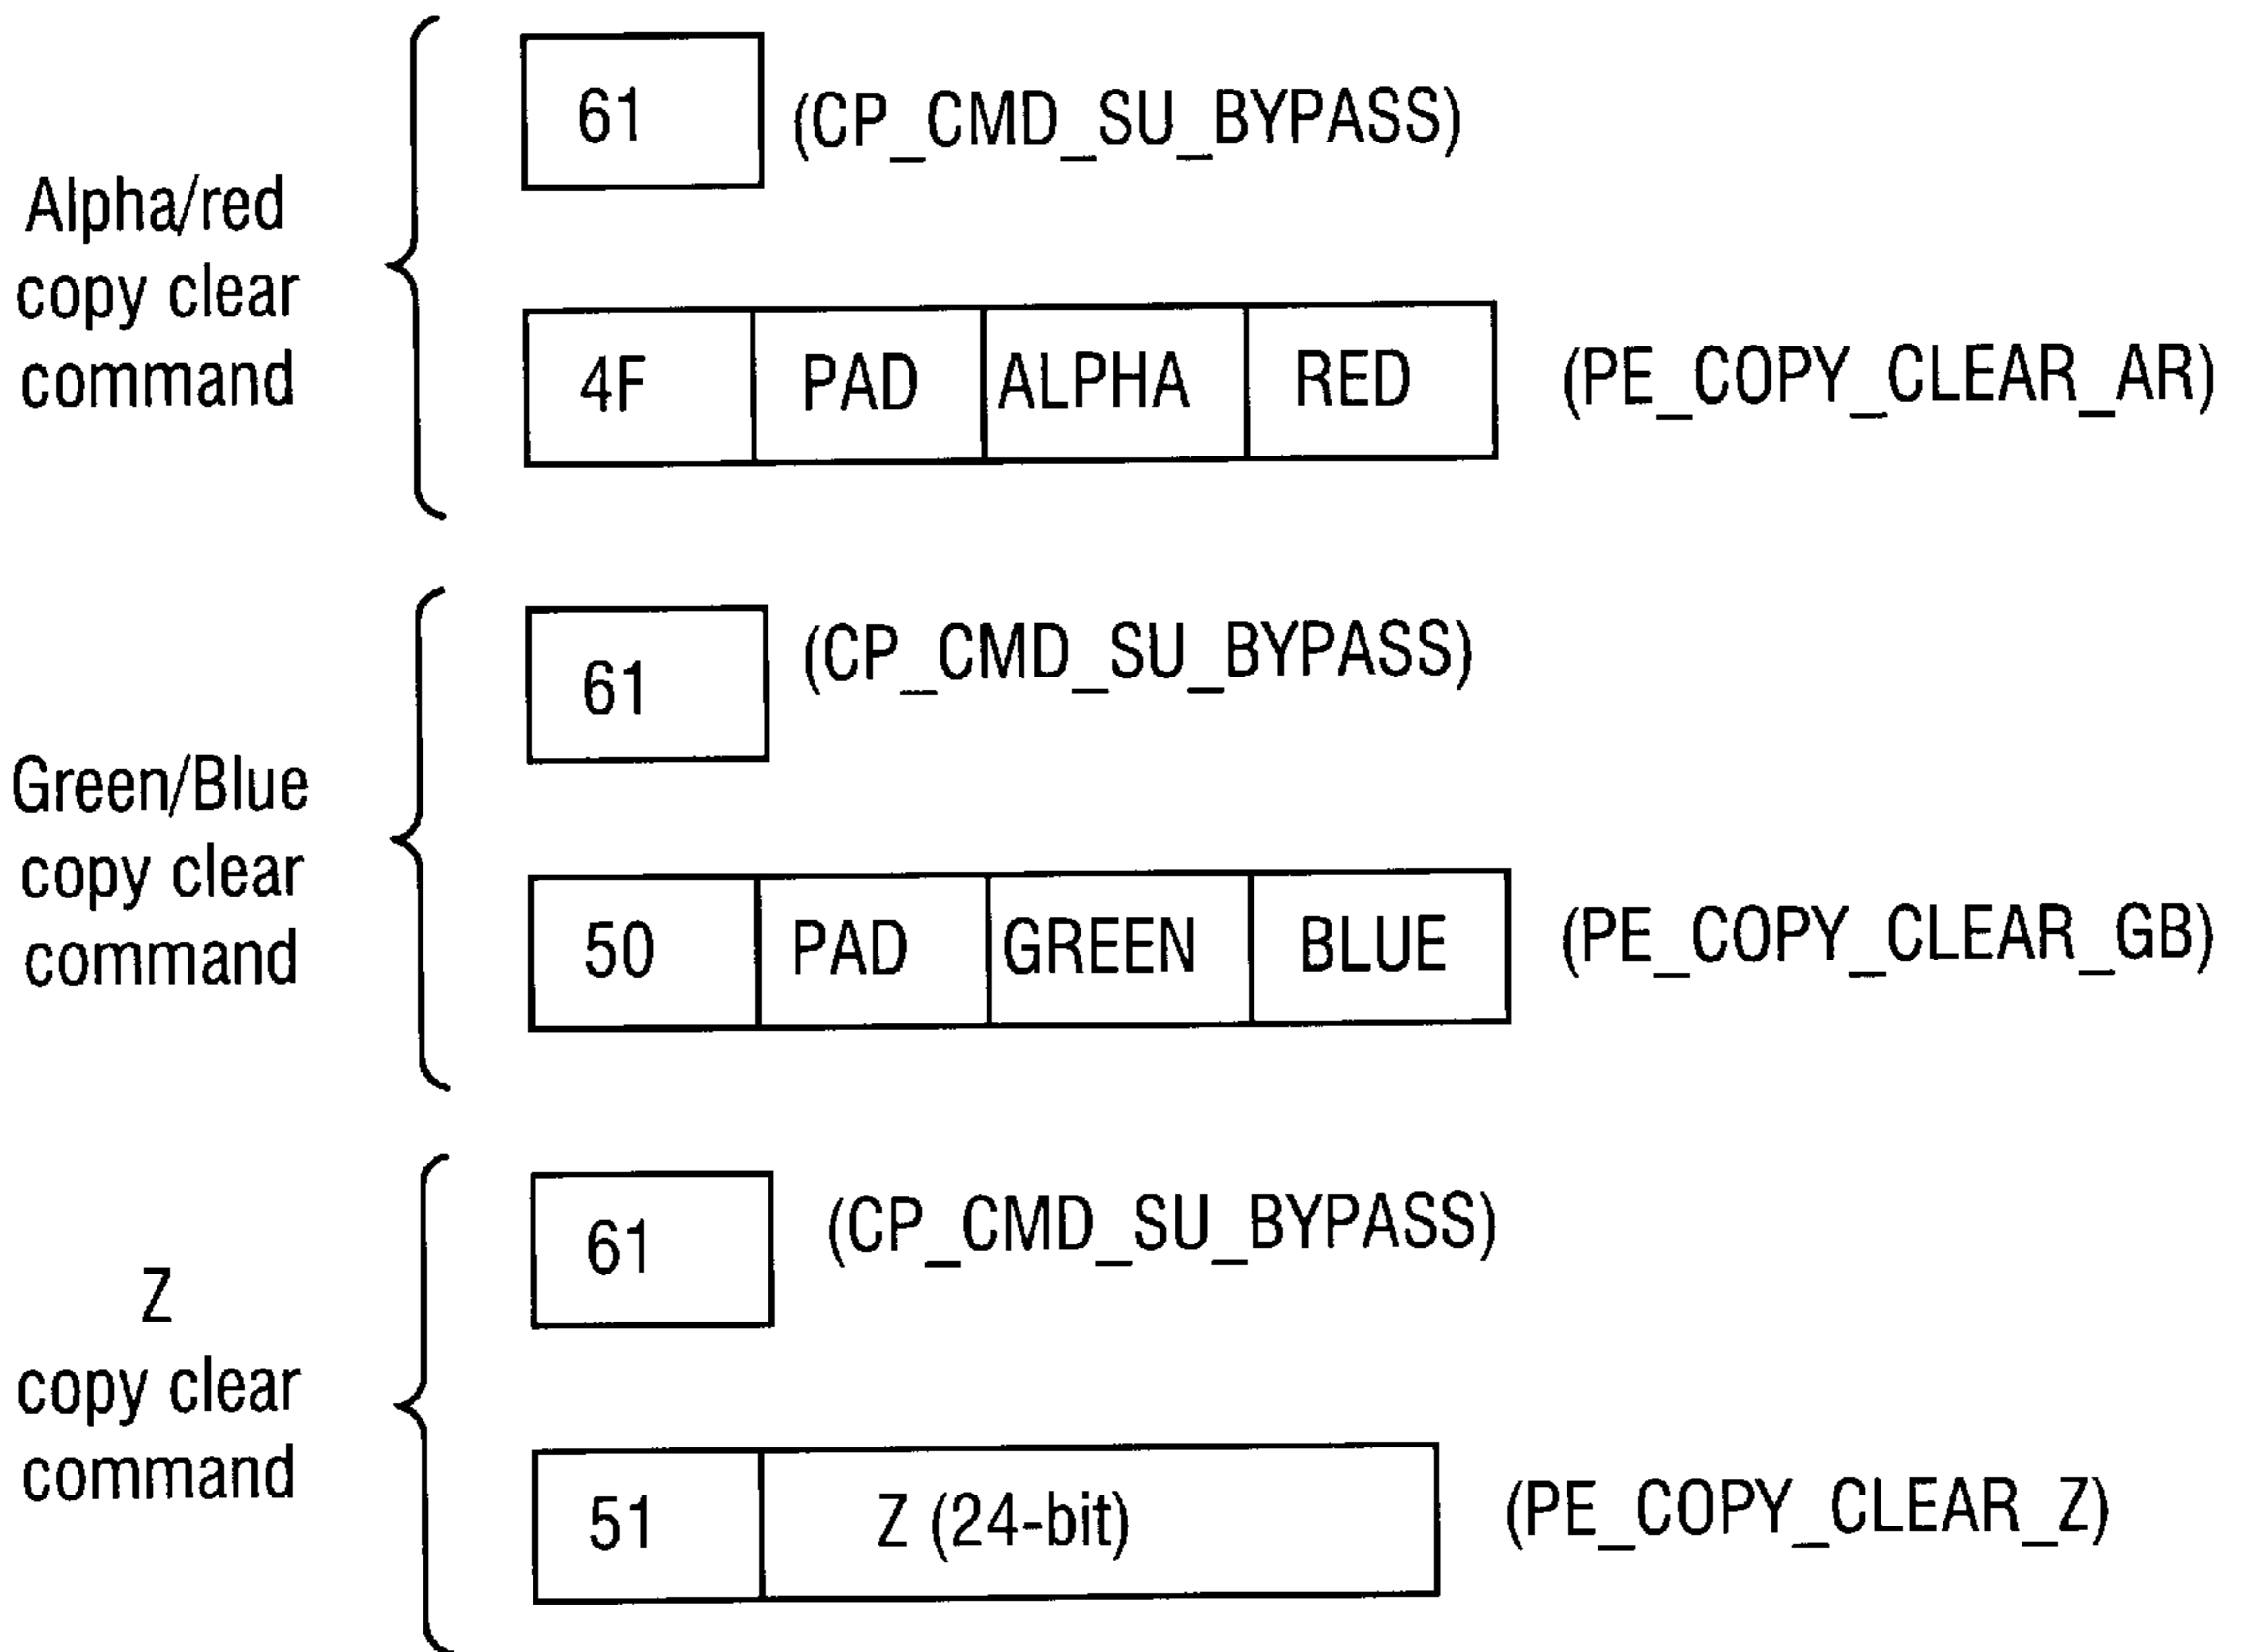 61 (CP_CMD_SU_BYPASS)
Alpha/red
copy clear
command
4F PAD ALPHA RED (PE_COPY_CLEAR_AR)
61 (CP_CMD_SU_BYPASS)
Green/Blue
copy clear
command
50 PAD GREEN BLUE (PE_COPY_CLEAR_GB)
61 (CP_CMD_SU_BYPASS)
Z
copy clear
command
51 Z (24-bit) (PE_COPY_CLEAR_Z)